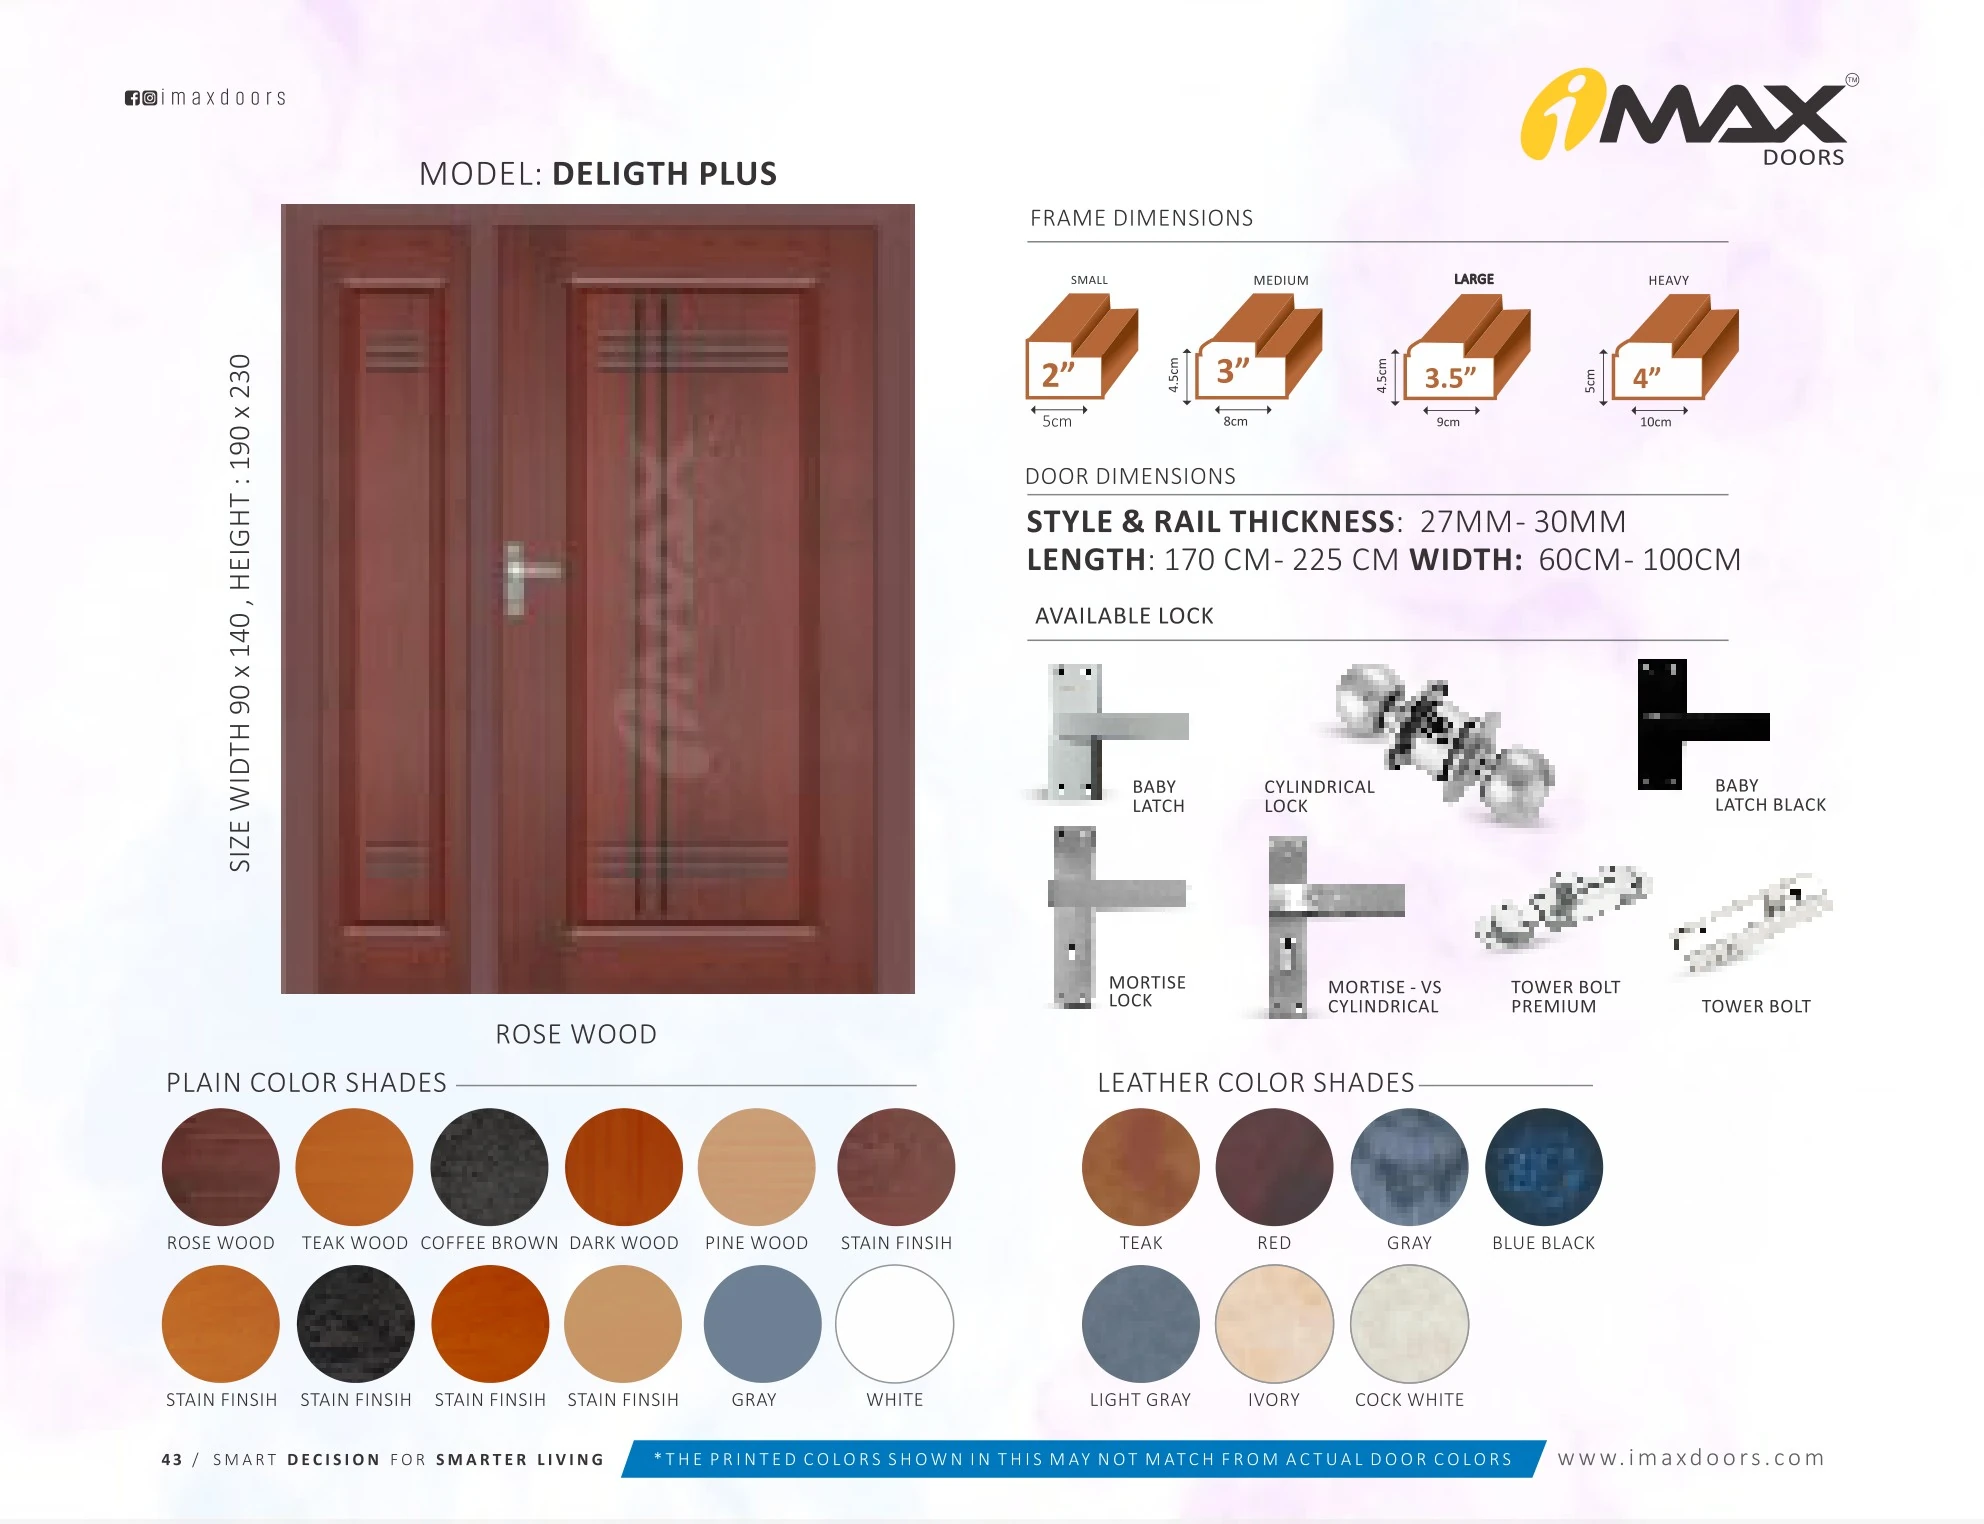 imaxdoors
iMAX TM
DOORS
MODEL: DELIGTH PLUS
SIZE WIDTH 90 x 140 , HEIGHT : 190 x 230
imax
ROSE WOOD
FRAME DIMENSIONS
SMALL
MEDIUM
LARGE
HEAVY
2”
3”
3.5”
4”
4.5cm
4.5cm
5cm
5cm
8cm
9cm
10cm
DOOR DIMENSIONS
STYLE & RAIL THICKNESS: 27MM- 30MM
LENGTH: 170 CM- 225 CM WIDTH: 60CM- 100CM
AVAILABLE LOCK
BABY
LATCH
CYLINDRICAL
LOCK
BABY
LATCH BLACK
MORTISE
LOCK
MORTISE - VS
CYLINDRICAL
TOWER BOLT
PREMIUM
TOWER BOLT
PLAIN COLOR SHADES
ROSE WOOD
TEAK WOOD
COFFEE BROWN
DARK WOOD
PINE WOOD
STAIN FINSIH
STAIN FINSIH
STAIN FINSIH
STAIN FINSIH
STAIN FINSIH
GRAY
WHITE
LEATHER COLOR SHADES
TEAK
RED
GRAY
BLUE BLACK
LIGHT GRAY
IVORY
COCK WHITE
43 / SMART DECISION FOR SMARTER LIVING
*THE PRINTED COLORS SHOWN IN THIS MAY NOT MATCH FROM ACTUAL DOOR COLORS
www.imaxdoors.com